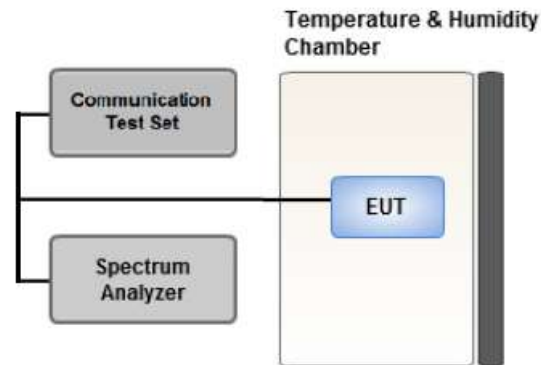 Temperature & Humidity
Chamber
Communication
Test Set
EUT
Spectrum
Analyzer